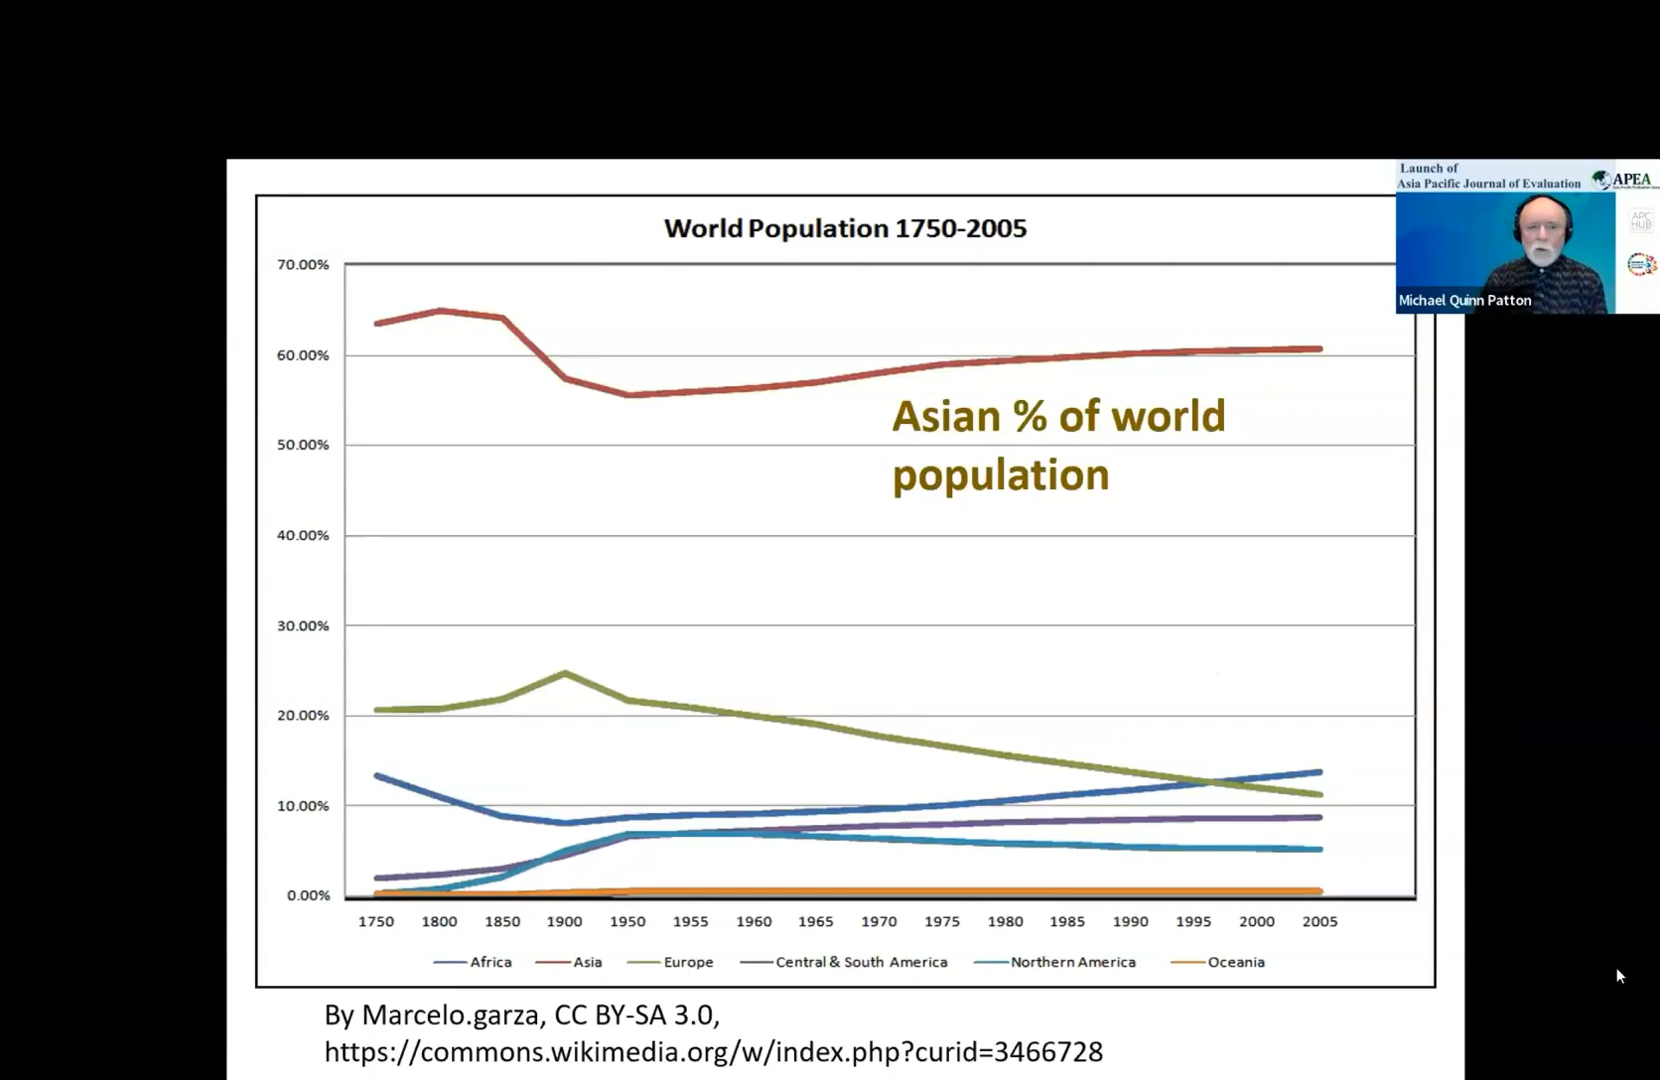 Launch of
Asia Pacific Journal of Evaluation
APEA
APC
HUB
Michael Quinn Patton
World Population 1750-2005
70.00%
60.00%
50.00%
40.00%
30.00%
20.00%
10.00%
0.00%
Asian % of world
population
1750 1800 1850 1900 1950 1955 1960 1965 1970 1975 1980 1985 1990 1995 2000 2005
Africa Asia Europe Central & South America Northern America Oceania
By Marcelo.garza, CC BY-SA 3.0,
https://commons.wikimedia.org/w/index.php?curid=3466728